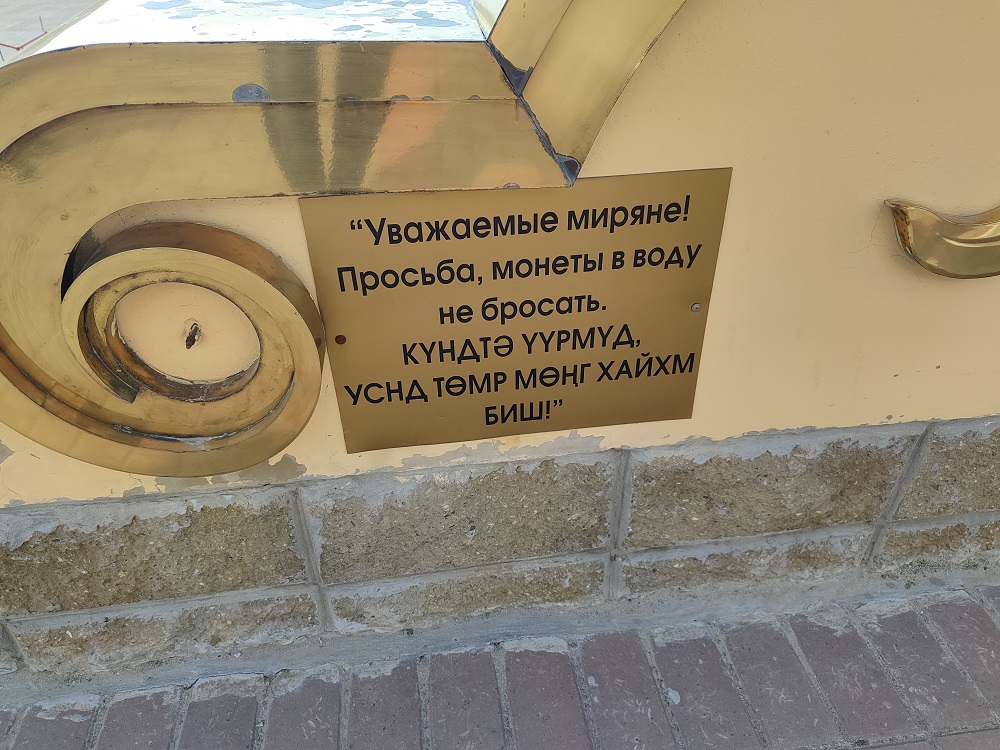 “Уважаемые миряне!
Просьба, монеты в воду
не бросать.
КҮНДТӘ ҮҮРМҮД,
УСНД ТӨМР МӨҢГ ХАЙХМ
БИШ!”